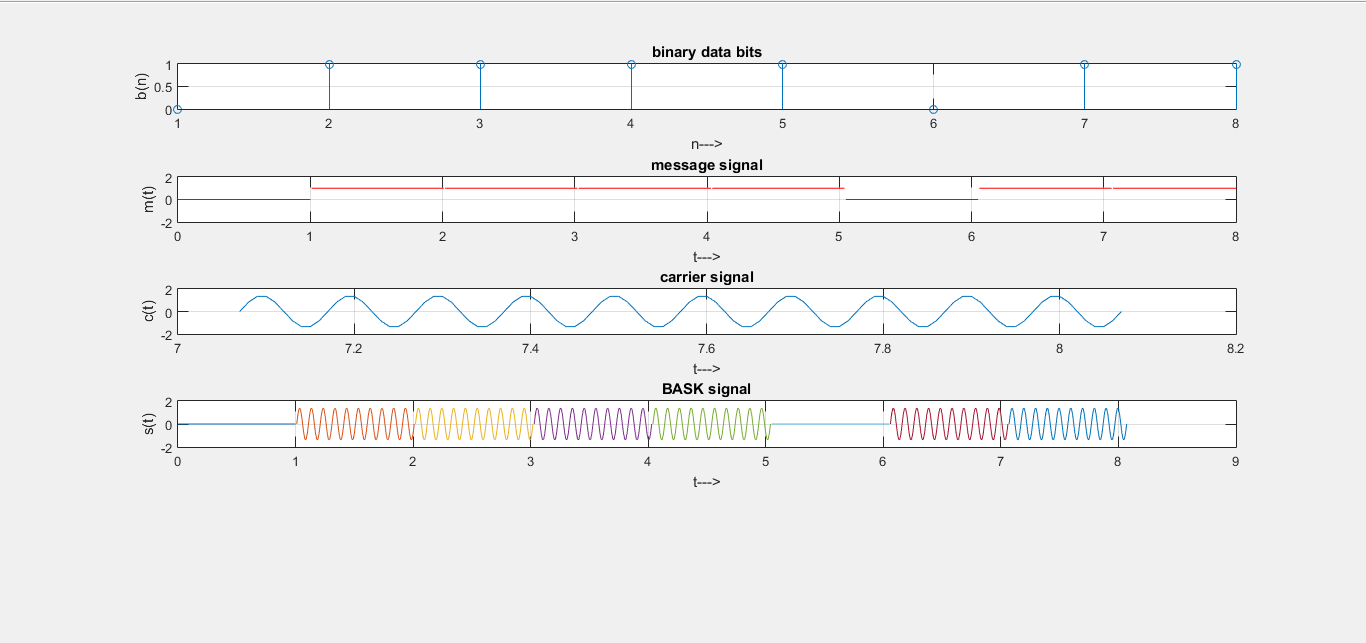 binary data bits
1
0.5
0
b(n)
1 2 3 4 5 6 7 8
n--->
message signal
2
0
-2
m(t)
0 1 2 3 4 5 6 7 8
t--->
carrier signal
2
0
-2
c(t)
7 7.2 7.4 7.6 7.8 8 8.2
t--->
BASK signal
2
0
-2
s(t)
0 1 2 3 4 5 6 7 8 9
t--->